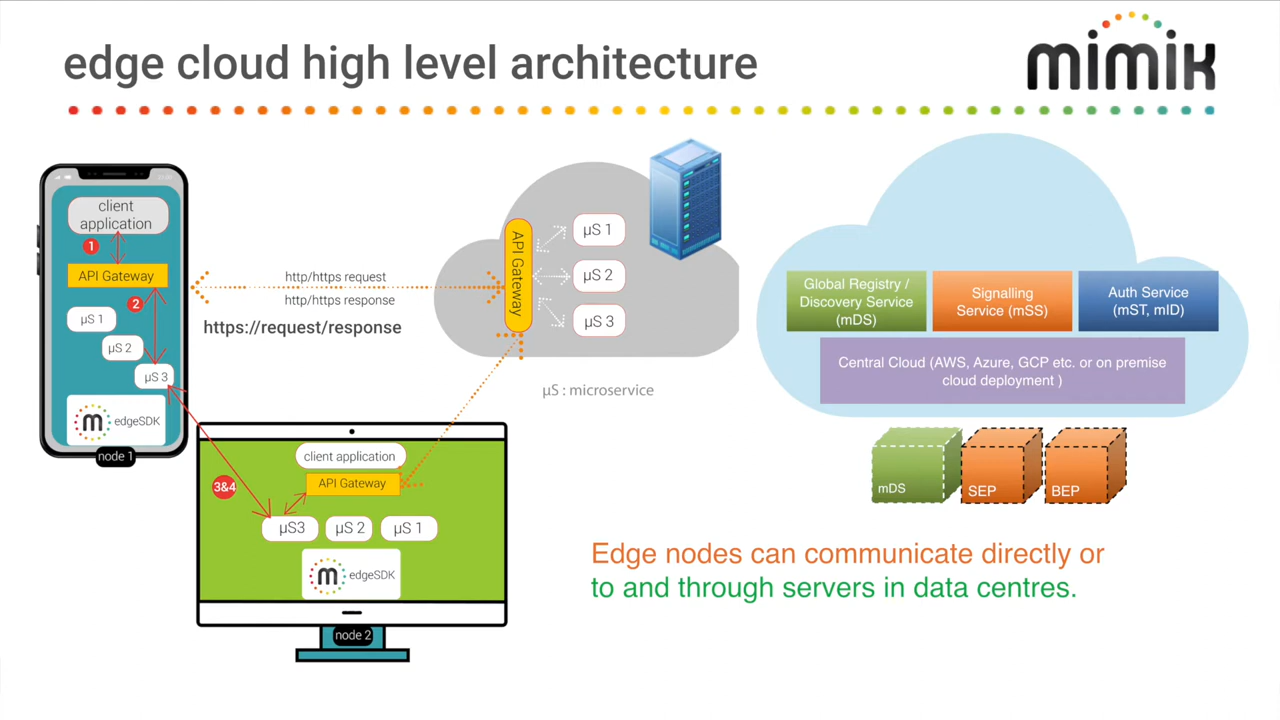 edge cloud high level architecture
mimik
client
application
1
API Gateway
2
µS 1
µS 2
µS 3
m edgeSDK
node 1
http/https request
http/https response
https://request/response
API Gateway
µS 1
µS 2
µS 3
µS : microservice
3&4
client application
API Gateway
µS3
µS 2
µS 1
m edgeSDK
node 2
Global Registry /
Discovery Service
(mDS)
Signalling
Service (mSS)
Auth Service
(mST, mID)
Central Cloud (AWS, Azure, GCP etc. or on premise
cloud deployment )
mDS
SEP
BEP
Edge nodes can communicate directly or
to and through servers in data centres.